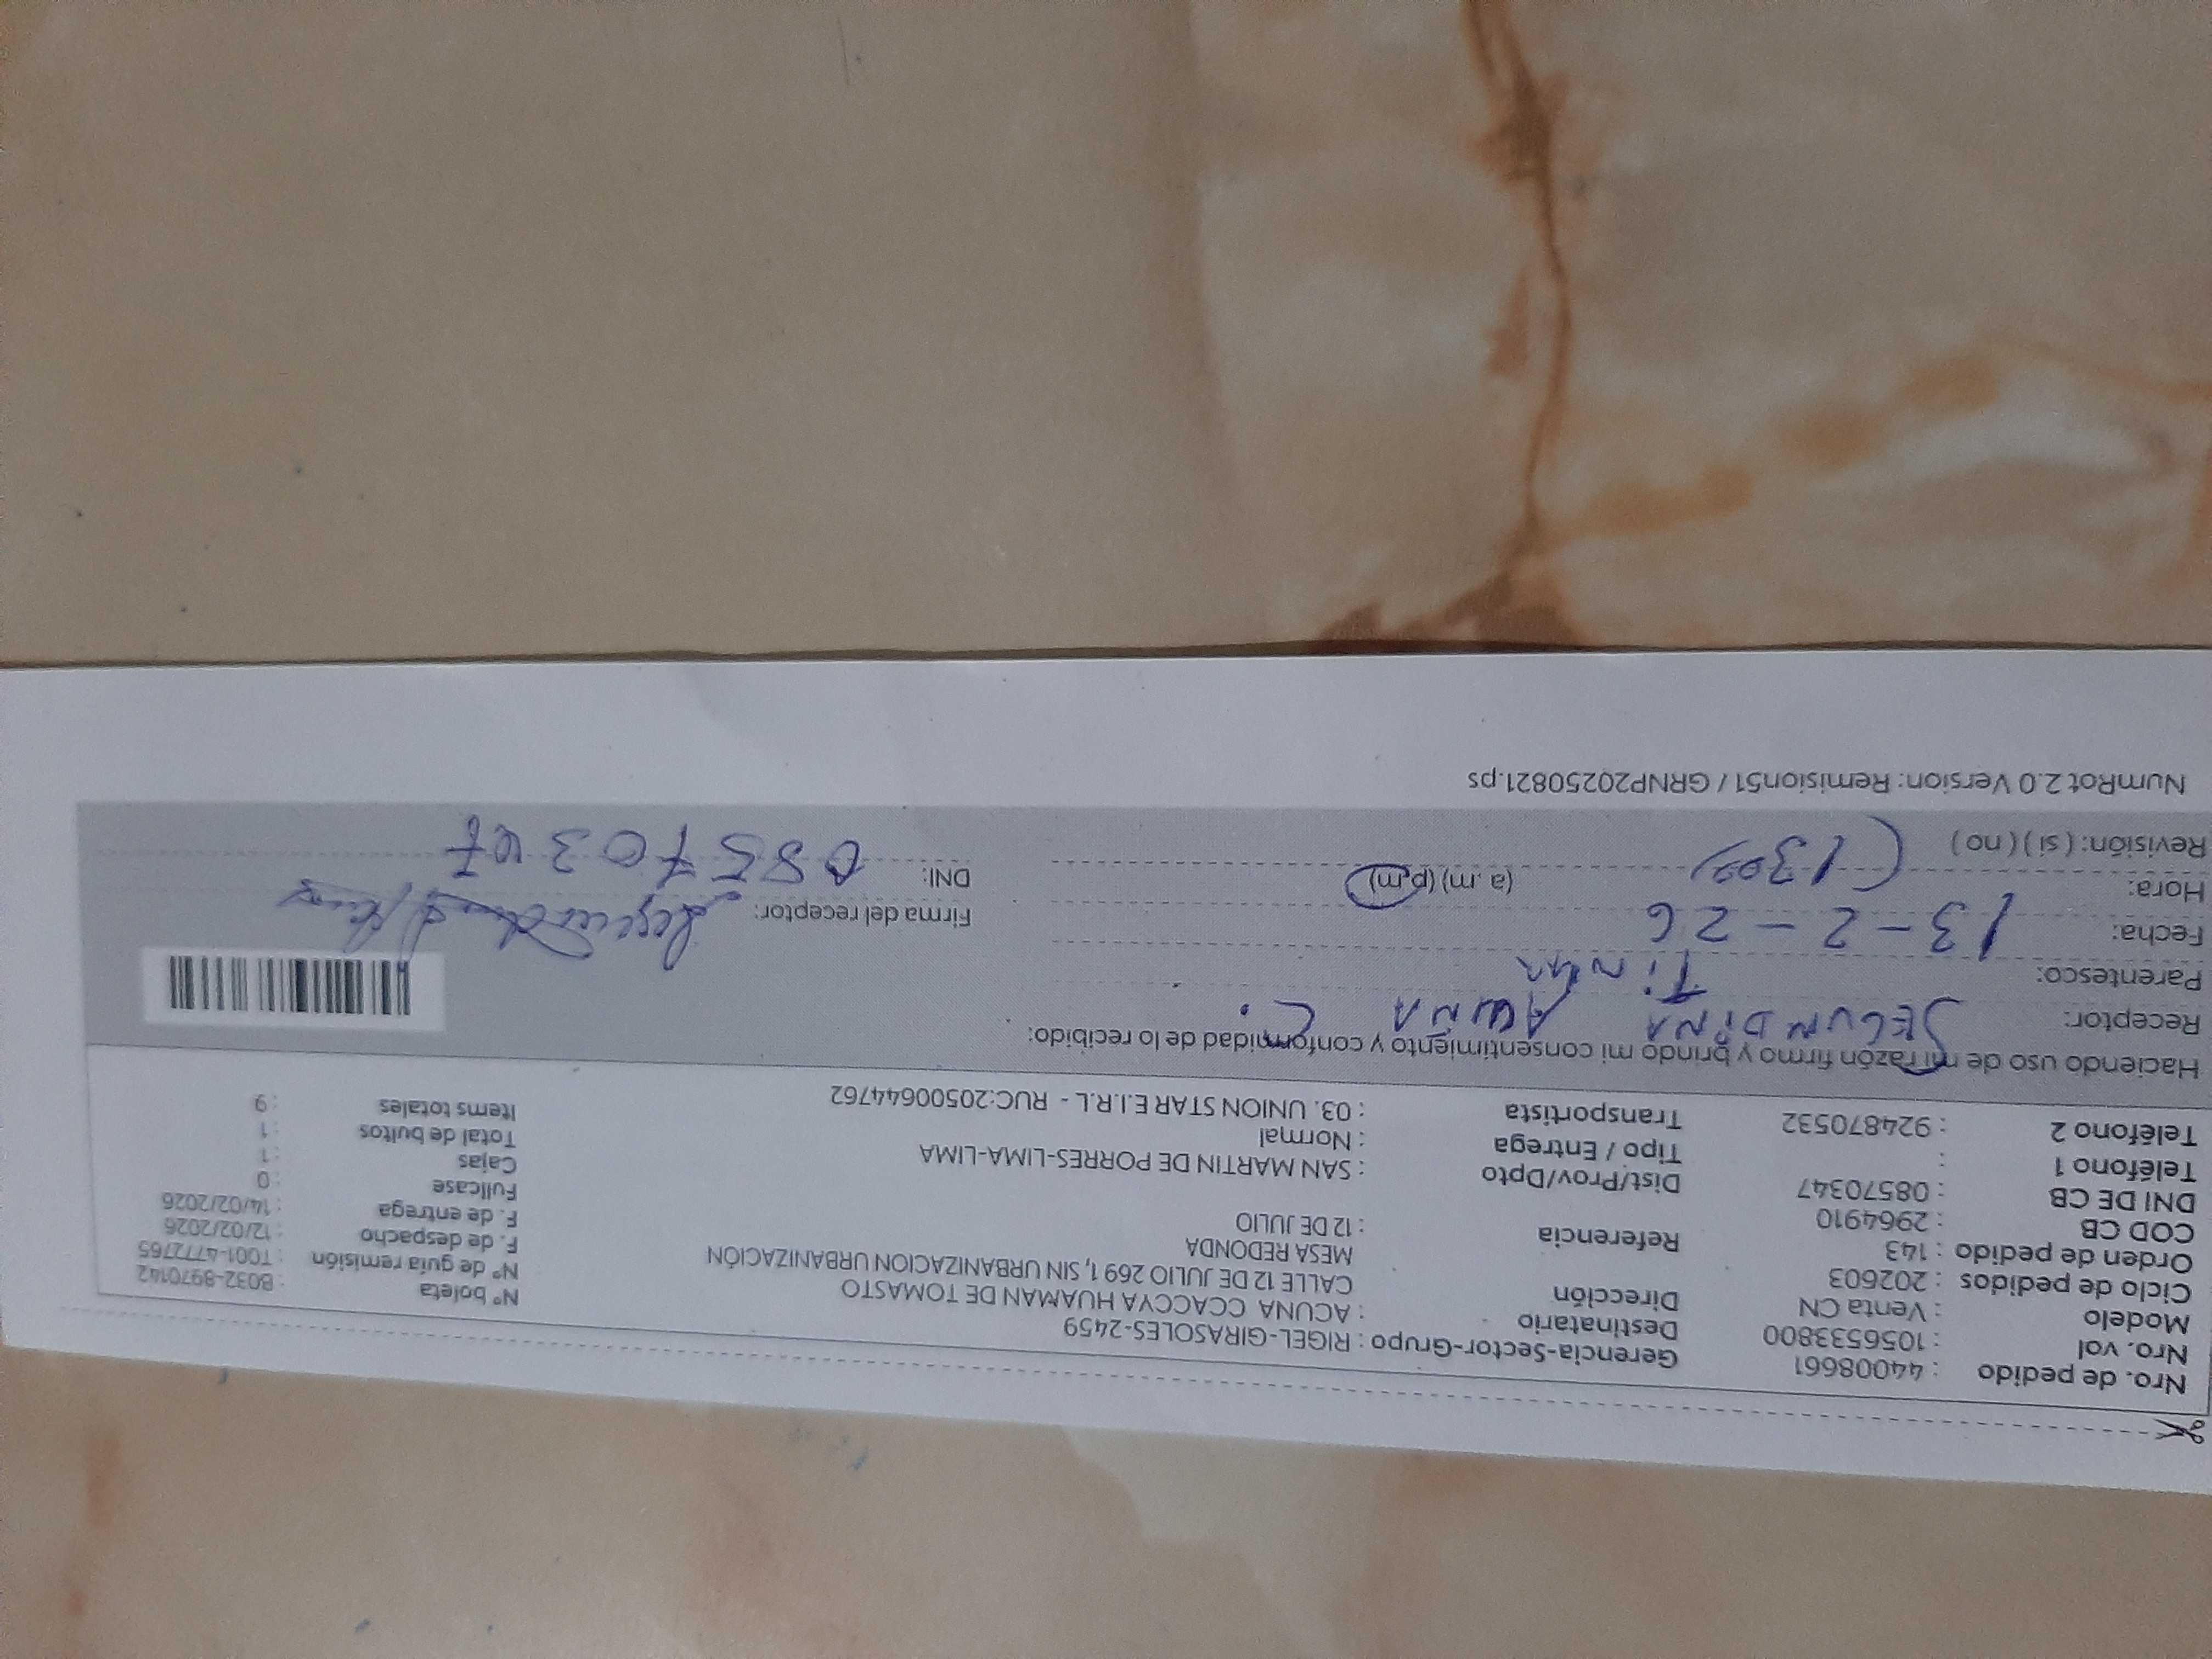 Nro. de pedido : 44008661 Gerencia-Sector-Grupo : RIGEL-GIRASOLES-2459 N° boleta : B032-8970142
Nro. vol : 1056533800 Destinatario : ACUNA CCACCYA HUAMAN DE TOMASTO N° de guía remisión : T001-4772765
Modelo : Venta CN Dirección CALLE 12 DE JULIO 269 1, SIN URBANIZACION URBANIZACIÓN F. de despacho : 12/02/2026
Ciclo de pedidos : 202603 MESA REDONDA F. de entrega : 14/02/2026
Orden de pedido : 143 Referencia : 12 DE JULIO Fullcase : 0
COD CB : 2964910 Cajas : 1
DNI DE CB : 08570347 Dist/Prov/Dpto : SAN MARTIN DE PORRES-LIMA-LIMA Total de bultos : 1
Teléfono 1 : Tipo / Entrega : Normal Items totales : 9
Teléfono 2 : 924870532 Transportista : 03. UNION STAR E.I.R.L - RUC:20500644762
Haciendo uso de mi razón firmo y brindo mi consentimiento y conformidad de lo recibido:
Receptor: SEGUNDINA ACUÑA C.
Parentesco:
Fecha: 13-2-26 Firma del receptor:
Hora: (a. m) (p.m) DNI: 08570347
Revisión: ( si ) ( no )
NumRot 2.0 Version: Remision51 / GRNP20250821.ps